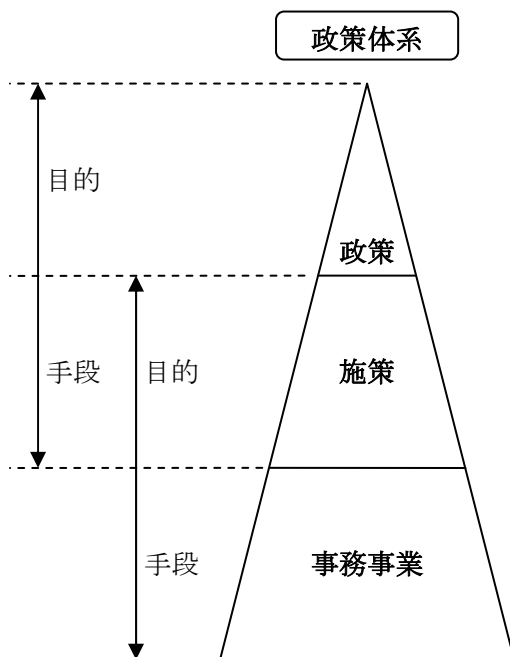 政策体系
目的
政策
手段
目的
施策
手段
事務事業